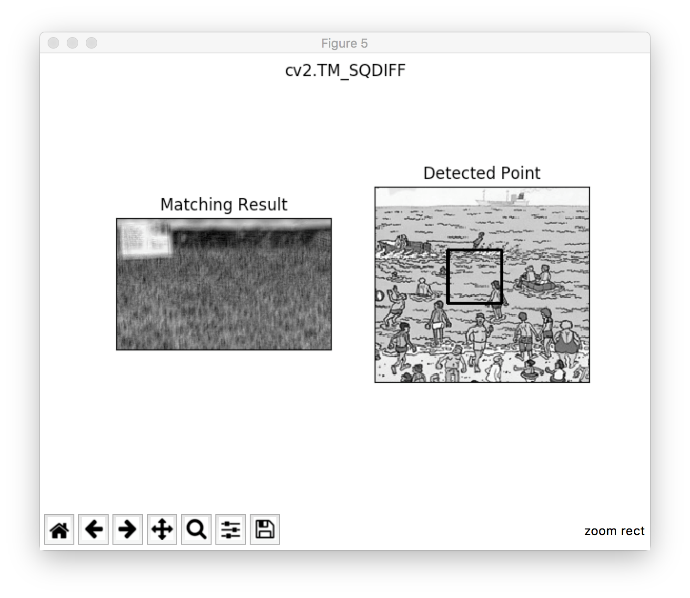 Figure 5
cv2.TM_SQDIFF
Matching Result
Detected Point
zoom rect